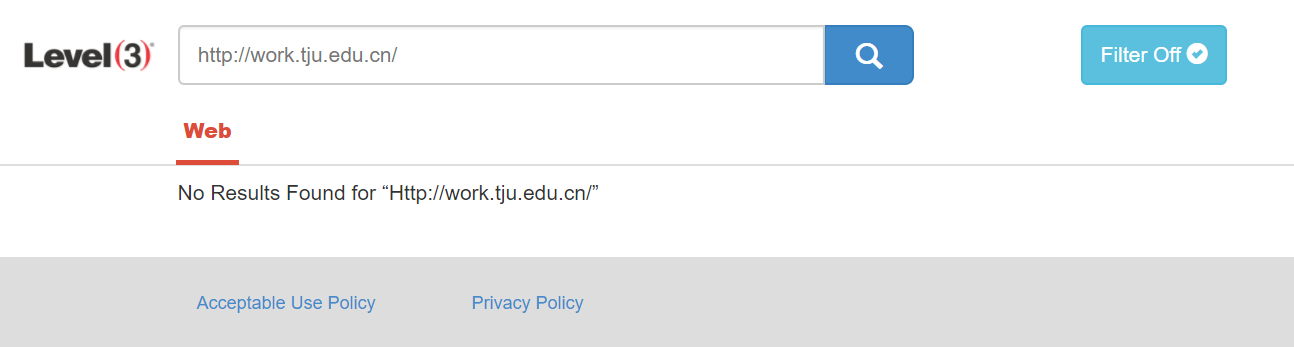 Level(3)® http://work.tju.edu.cn/ Filter Off
Web
No Results Found for “Http://work.tju.edu.cn/”
Acceptable Use Policy Privacy Policy